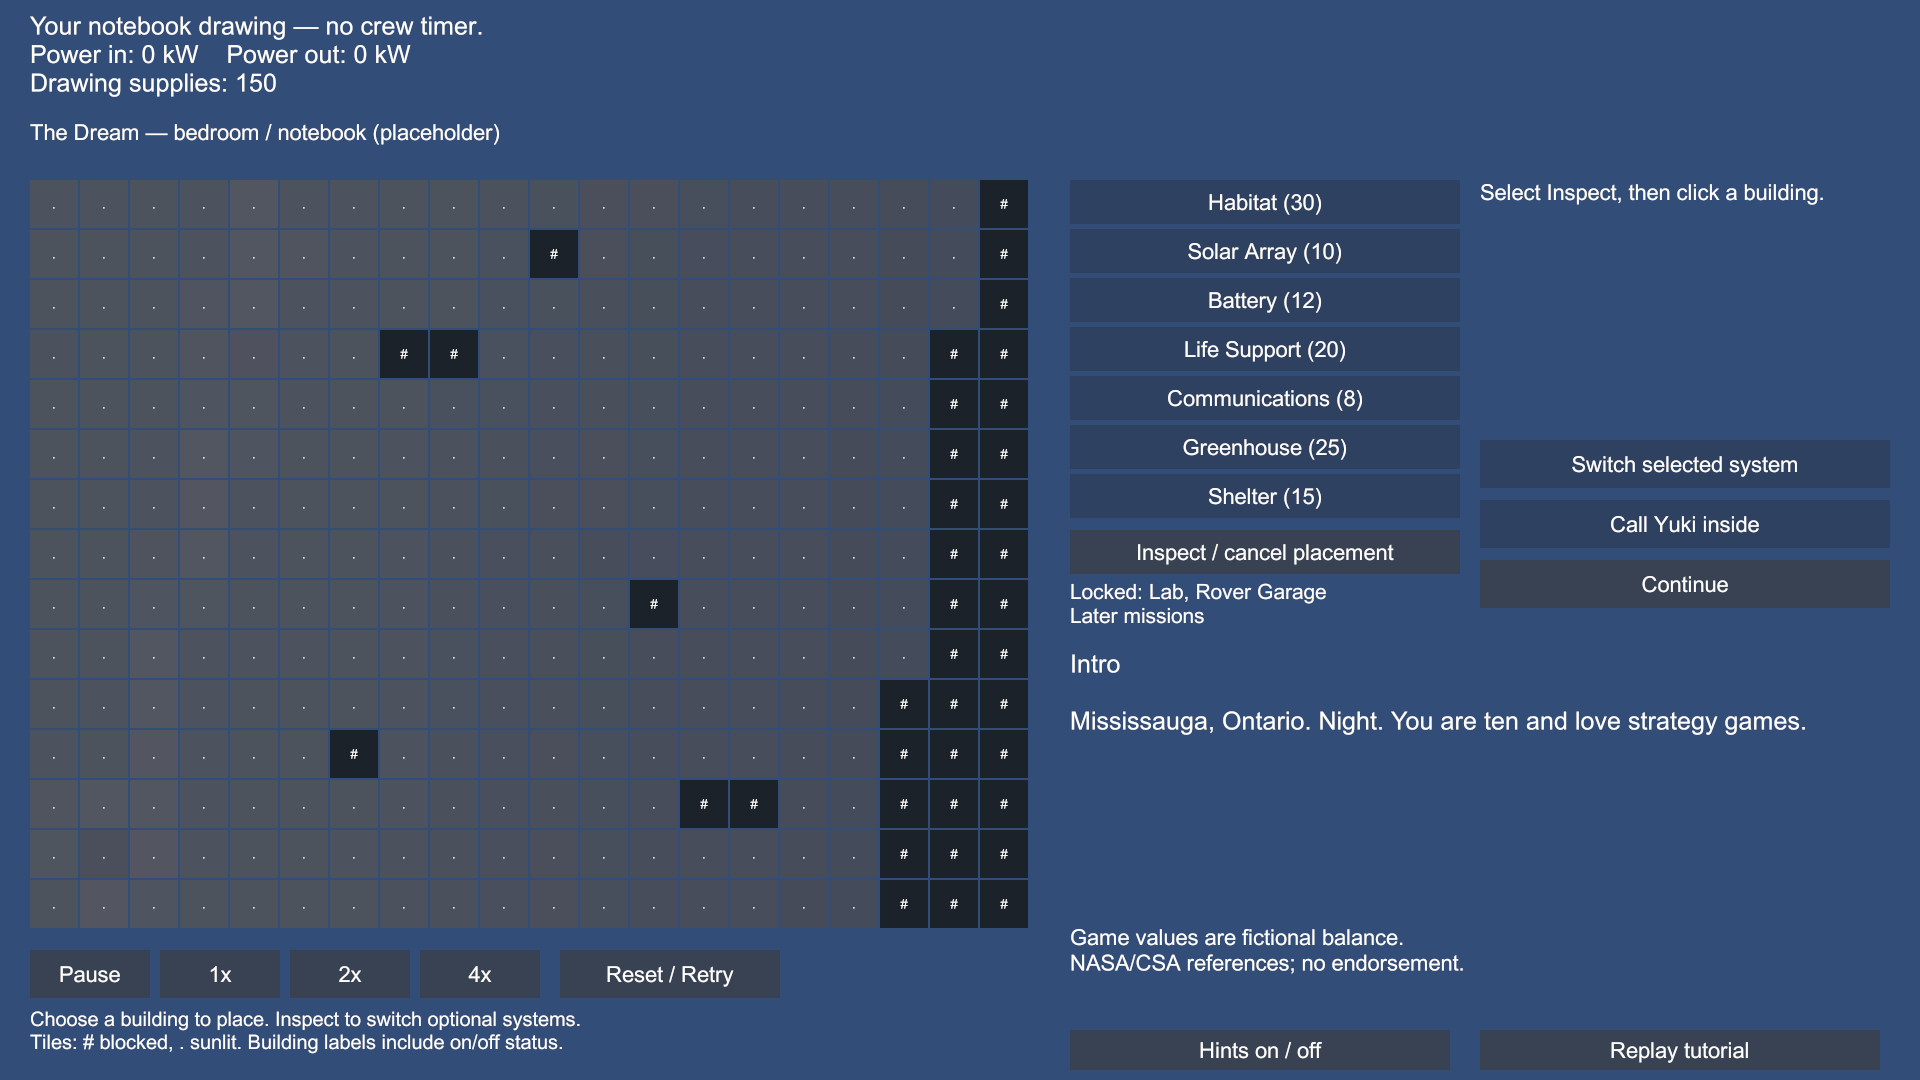 Your notebook drawing — no crew timer.
Power in: 0 kW    Power out: 0 kW
Drawing supplies: 150
The Dream — bedroom / notebook (placeholder)
. . . . . . . . . . . . . . . . . . . #
. . . . . . . . . . # . . . . . . . . #
. . . . . . . . . . . . . . . . . . . #
. . . . . . . # # . . . . . . . . . # #
. . . . . . . . . . . . . . . . . . # #
. . . . . . . . . . . . . . . . . . # #
. . . . . . . . . . . . . . . . . . # #
. . . . . . . . . . . . . . . . . . # #
. . . . . . . . . . . . # . . . . . # #
. . . . . . . . . . . . . . . . . . # #
. . . . . . . . . . . . . . . . . # # #
. . . . . . # . . . . . . . . . . # # #
. . . . . . . . . . . . . # # . . # # #
. . . . . . . . . . . . . . . . . # # #
. . . . . . . . . . . . . . . . . # # #
Pause
1x
2x
4x
Reset / Retry
Choose a building to place. Inspect to switch optional systems.
Tiles: # blocked, . sunlit. Building labels include on/off status.
Habitat (30)
Solar Array (10)
Battery (12)
Life Support (20)
Communications (8)
Greenhouse (25)
Shelter (15)
Inspect / cancel placement
Locked: Lab, Rover Garage
Later missions
Select Inspect, then click a building.
Switch selected system
Call Yuki inside
Continue
Intro
Mississauga, Ontario. Night. You are ten and love strategy games.
Game values are fictional balance.
NASA/CSA references; no endorsement.
Hints on / off
Replay tutorial